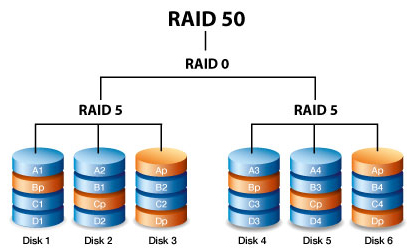 RAID 50
RAID 0
RAID 5 RAID 5
A1 A2 Ap A3 A4 Ap
Bp B1 B2 Bp B3 B4
C1 Cp C2 C3 Cp C4
D1 D2 Dp D3 D4 Dp
Disk 1 Disk 2 Disk 3 Disk 4 Disk 5 Disk 6